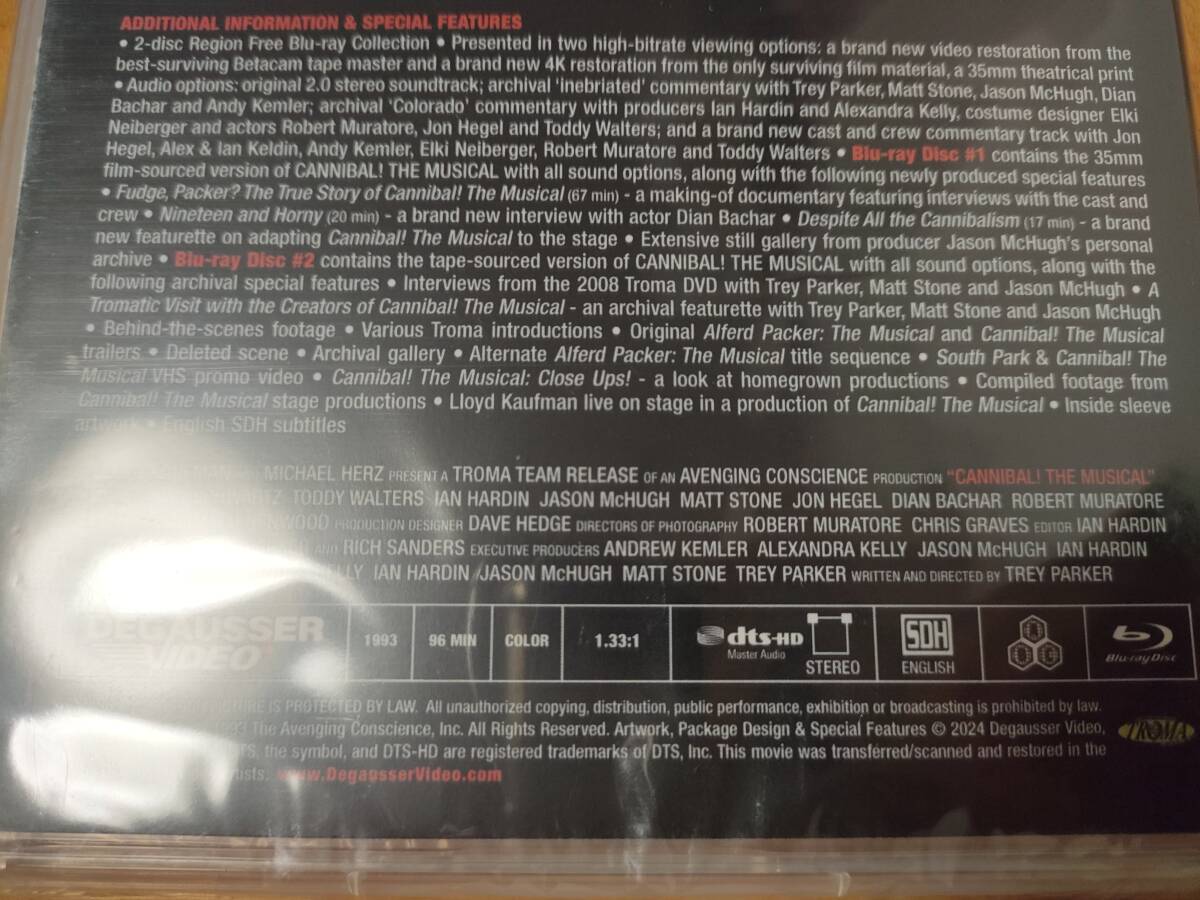 ADDITIONAL INFORMATION & SPECIAL FEATURES
• 2-disc Region Free Blu-ray Collection • Presented in two high-bitrate viewing options: a brand new video restoration from the
best-surviving Betacam tape master and a brand new 4K restoration from the only surviving film material, a 35mm theatrical print
• Audio options: original 2.0 stereo soundtrack; archival 'inebriated' commentary with Trey Parker, Matt Stone, Jason McHugh, Dian
Bachar and Andy Kemler; archival 'Colorado' commentary with producers Ian Hardin and Alexandra Kelly, costume designer Elki
Neiberger and actors Robert Muratore, Jon Hegel and Toddy Walters; and a brand new cast and crew commentary track with Jon
Hegel, Alex & Ian Keldin, Andy Kemler, Elki Neiberger, Robert Muratore and Toddy Walters • Blu-ray Disc #1 contains the 35mm
film-sourced version of CANNIBAL! THE MUSICAL with all sound options, along with the following newly produced special features
• Fudge, Packer? The True Story of Cannibal! The Musical (67 min) - a making-of documentary featuring interviews with the cast and
crew • Nineteen and Horny (20 min) - a brand new interview with actor Dian Bachar • Despite All the Cannibalism (17 min) - a brand
new featurette on adapting Cannibal! The Musical to the stage • Extensive still gallery from producer Jason McHugh's personal
archive • Blu-ray Disc #2 contains the tape-sourced version of CANNIBAL! THE MUSICAL with all sound options, along with the
following archival special features • Interviews from the 2008 Troma DVD with Trey Parker, Matt Stone and Jason McHugh • A
Tromatic Visit with the Creators of Cannibal! The Musical - an archival featurette with Trey Parker, Matt Stone and Jason McHugh
• Behind-the-scenes footage • Various Troma introductions • Original Alferd Packer: The Musical and Cannibal! The Musical
trailers • Deleted scene • Archival gallery • Alternate Alferd Packer: The Musical title sequence • South Park & Cannibal! The
Musical VHS promo video • Cannibal! The Musical: Close Ups! - a look at homegrown productions • Compiled footage from
Cannibal! The Musical stage productions • Lloyd Kaufman live on stage in a production of Cannibal! The Musical • Inside sleeve
artwork • English SDH subtitles
MICHAEL HERZ PRESENT A TROMA TEAM RELEASE OF AN AVENGING CONSCIENCE PRODUCTION "CANNIBAL! THE MUSICAL"
TODDY WALTERS IAN HARDIN JASON McHUGH MATT STONE JON HEGEL DIAN BACHAR ROBERT MURATORE
PRODUCTION DESIGNER DAVE HEDGE DIRECTORS OF PHOTOGRAPHY ROBERT MURATORE CHRIS GRAVES EDITOR IAN HARDIN
AND RICH SANDERS EXECUTIVE PRODUCERS ANDREW KEMLER ALEXANDRA KELLY JASON McHUGH IAN HARDIN
IAN HARDIN JASON McHUGH MATT STONE TREY PARKER WRITTEN AND DIRECTED BY TREY PARKER
DEGAUSSER VIDEO 1993 96 MIN COLOR 1.33:1 dts-HD Master Audio STEREO SDH ENGLISH Blu-ray Disc
IS PROTECTED BY LAW. All unauthorized copying, distribution, public performance, exhibition or broadcasting is prohibited by law.
The Avenging Conscience, Inc. All Rights Reserved. Artwork, Package Design & Special Features © 2024 Degausser Video.
TROMA
the symbol, and DTS-HD are registered trademarks of DTS, Inc. This movie was transferred/scanned and restored in the
www.DegausserVideo.com